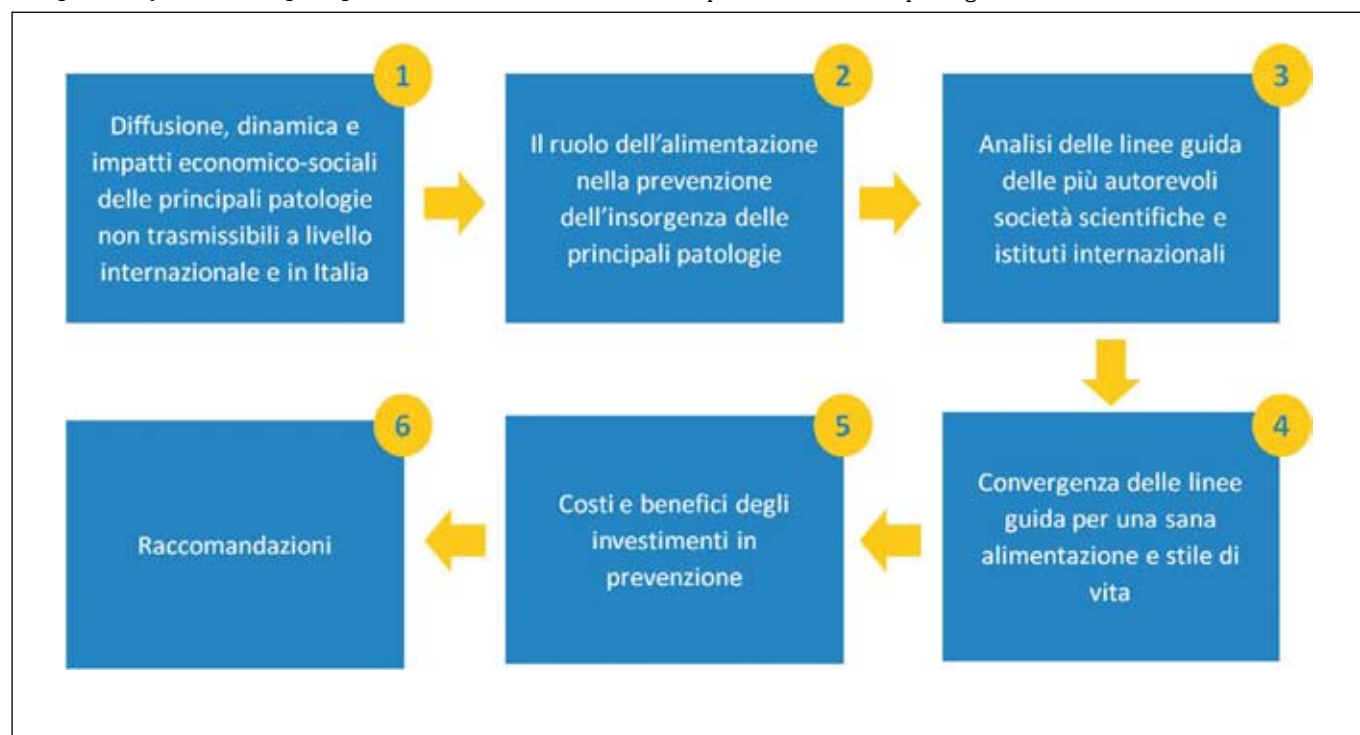 1
Diffusione, dinamica e
impatti economico-sociali
delle principali patologie
non trasmissibili a livello
internazionale e in Italia
2
Il ruolo dell'alimentazione
nella prevenzione
dell'insorgenza delle
principali patologie
3
Analisi delle linee guida
delle più autorevoli
società scientifiche e
istituti internazionali
4
Convergenza delle linee
guida per una sana
alimentazione e stile di
vita
5
Costi e benefici degli
investimenti in
prevenzione
6
Raccomandazioni